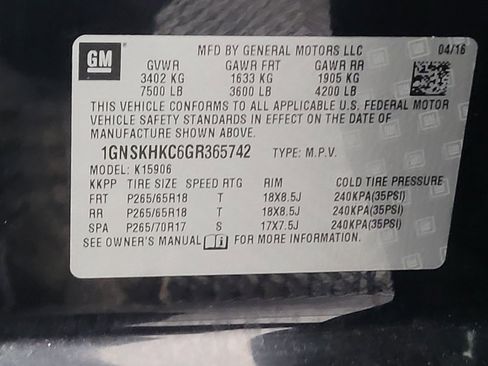 GM
MFD BY GENERAL MOTORS LLC 04/16
GVWR GAWR FRT GAWR RR
3402 KG 1633 KG 1905 KG
7500 LB 3600 LB 4200 LB
THIS VEHICLE CONFORMS TO ALL APPLICABLE U.S. FEDERAL MOTOR
VEHICLE SAFETY STANDARDS IN EFFECT ON THE DATE OF
MANUFACTURE SHOWN ABOVE.
1GNSKHKC6GR365742 TYPE: M.P.V.
MODEL: K15906
KKPP TIRE SIZE SPEED RTG RIM COLD TIRE PRESSURE
FRT P265/65R18 T 18X8.5J 240KPA(35PSI)
RR P265/65R18 T 18X8.5J 240KPA(35PSI)
SPA P265/70R17 S 17X7.5J 240KPA(35PSI)
SEE OWNER'S MANUAL FOR MORE INFORMATION.